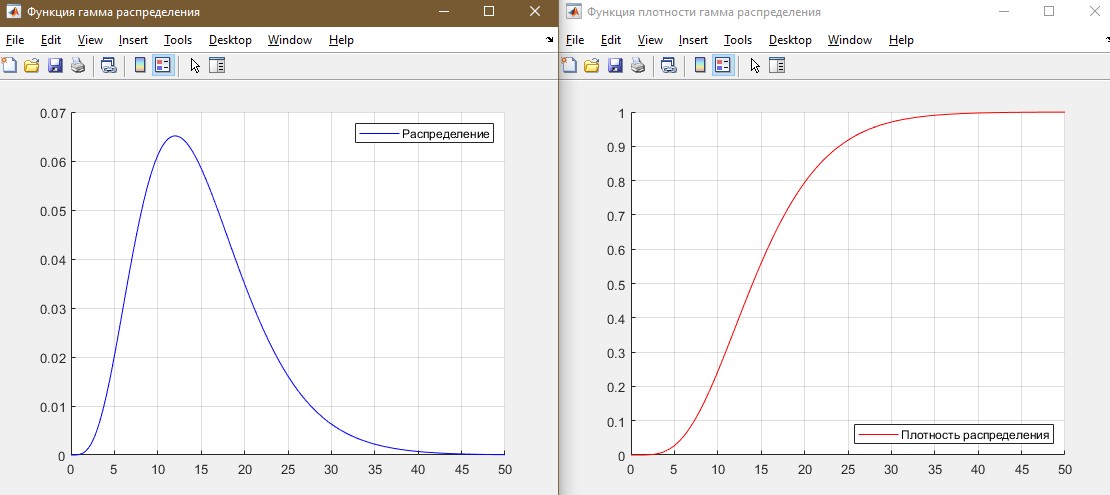 Функция гамма распределения
File Edit View Insert Tools Desktop Window Help
0.07
0.06
0.05
0.04
0.03
0.02
0.01
0
0 5 10 15 20 25 30 35 40 45 50
Распределение
Функция плотности гамма распределения
File Edit View Insert Tools Desktop Window Help
1
0.9
0.8
0.7
0.6
0.5
0.4
0.3
0.2
0.1
0
0 5 10 15 20 25 30 35 40 45 50
Плотность распределения